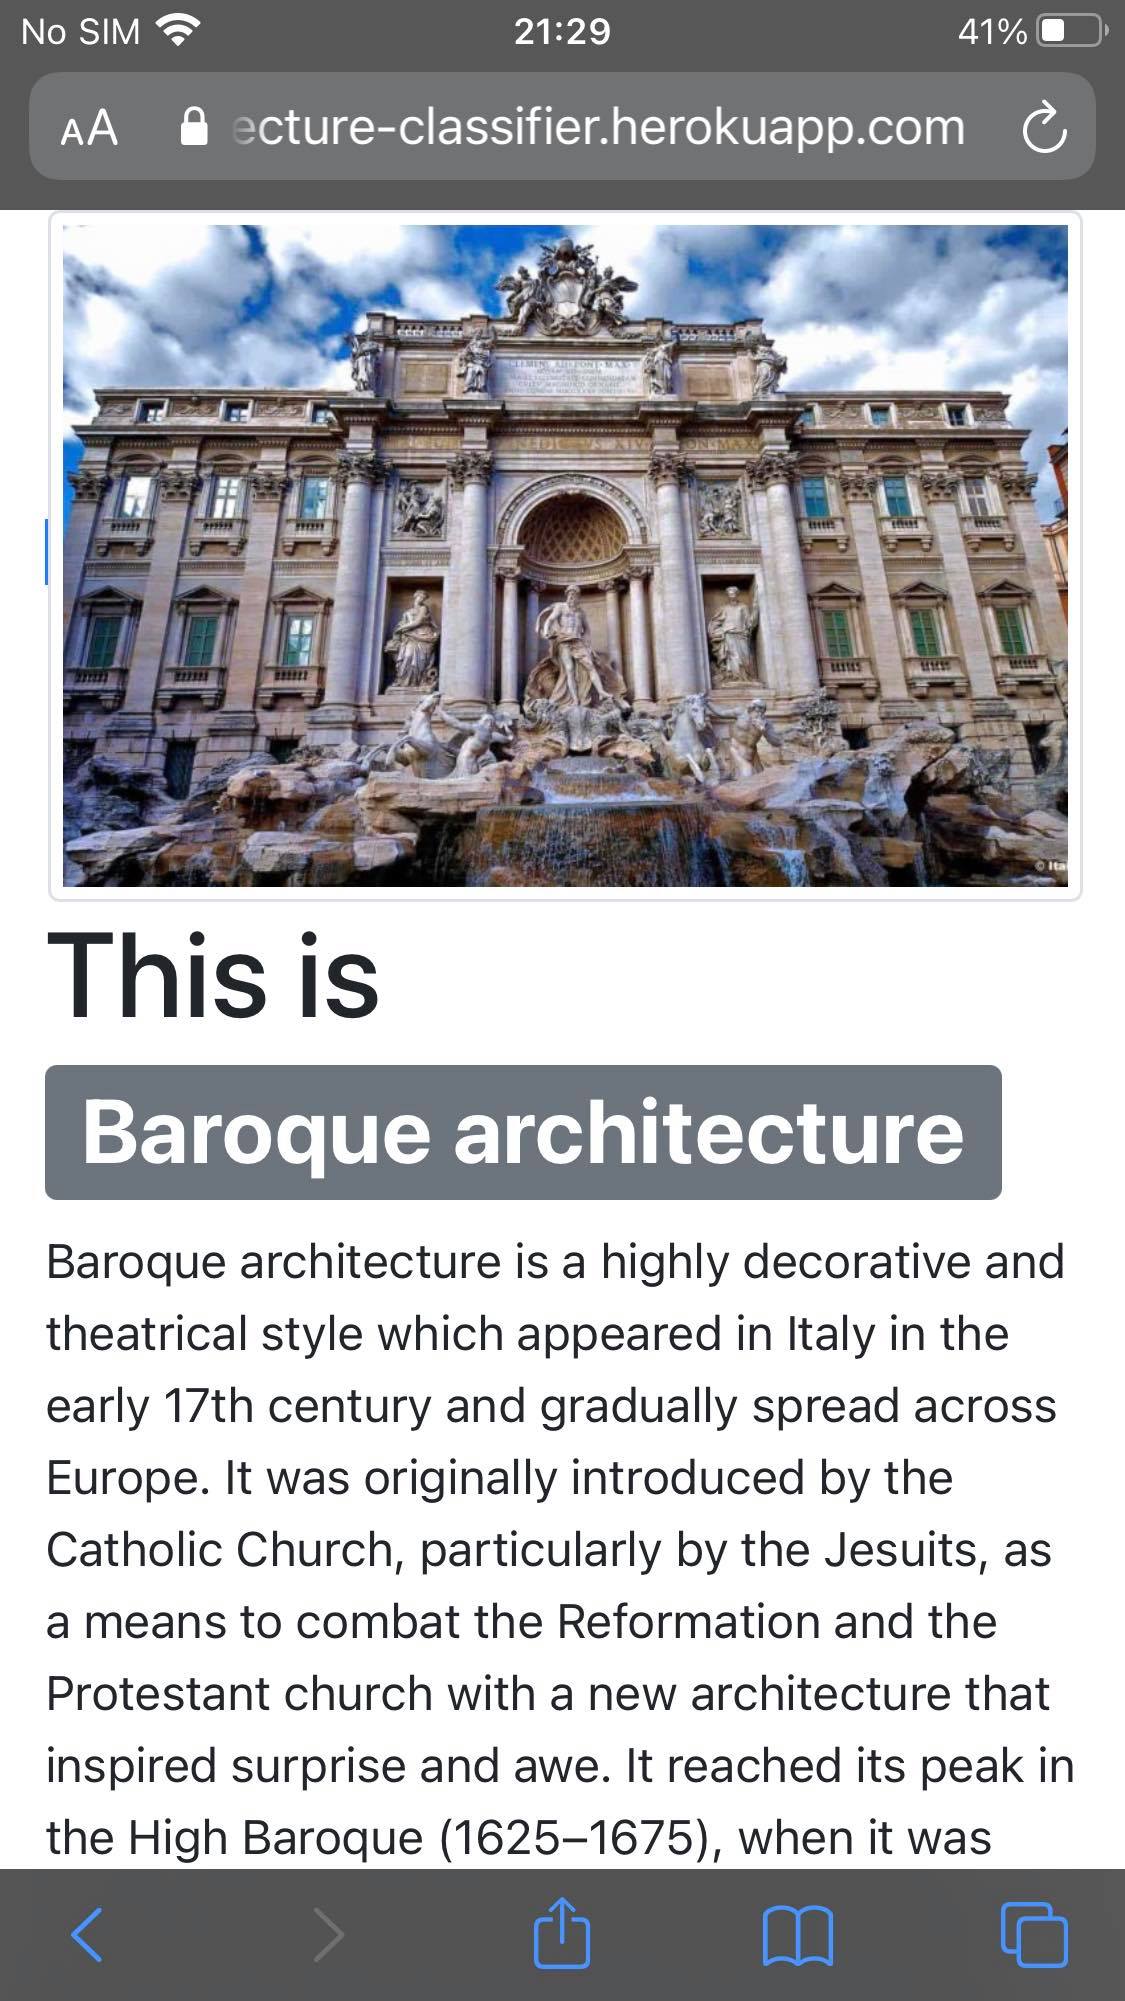 No SIM 21:29 41%
AA ecture-classifier.herokuapp.com
© Ita
This is
Baroque architecture
Baroque architecture is a highly decorative and
theatrical style which appeared in Italy in the
early 17th century and gradually spread across
Europe. It was originally introduced by the
Catholic Church, particularly by the Jesuits, as
a means to combat the Reformation and the
Protestant church with a new architecture that
inspired surprise and awe. It reached its peak in
the High Baroque (1625–1675), when it was